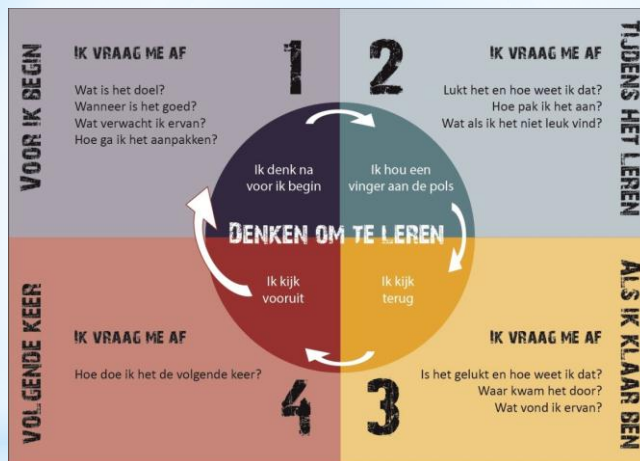 VOOR IK BEGIN
IK VRAAG ME AF
Wat is het doel?
Wanneer is het goed?
Wat verwacht ik ervan?
Hoe ga ik het aanpakken?
1
2
IK VRAAG ME AF
Lukt het en hoe weet ik dat?
Hoe pak ik het aan?
Wat als ik het niet leuk vind?
TIJDENS HET LEREN
Ik denk na
voor ik begin
Ik hou een
vinger aan de pols
DENKEN OM TE LEREN
Ik kijk
vooruit
Ik kijk
terug
ALS IK KLAAR BEN
IK VRAAG ME AF
Is het gelukt en hoe weet ik dat?
Waar kwam het door?
Wat vond ik ervan?
3
4
VOLGENDE KEER
IK VRAAG ME AF
Hoe doe ik het de volgende keer?